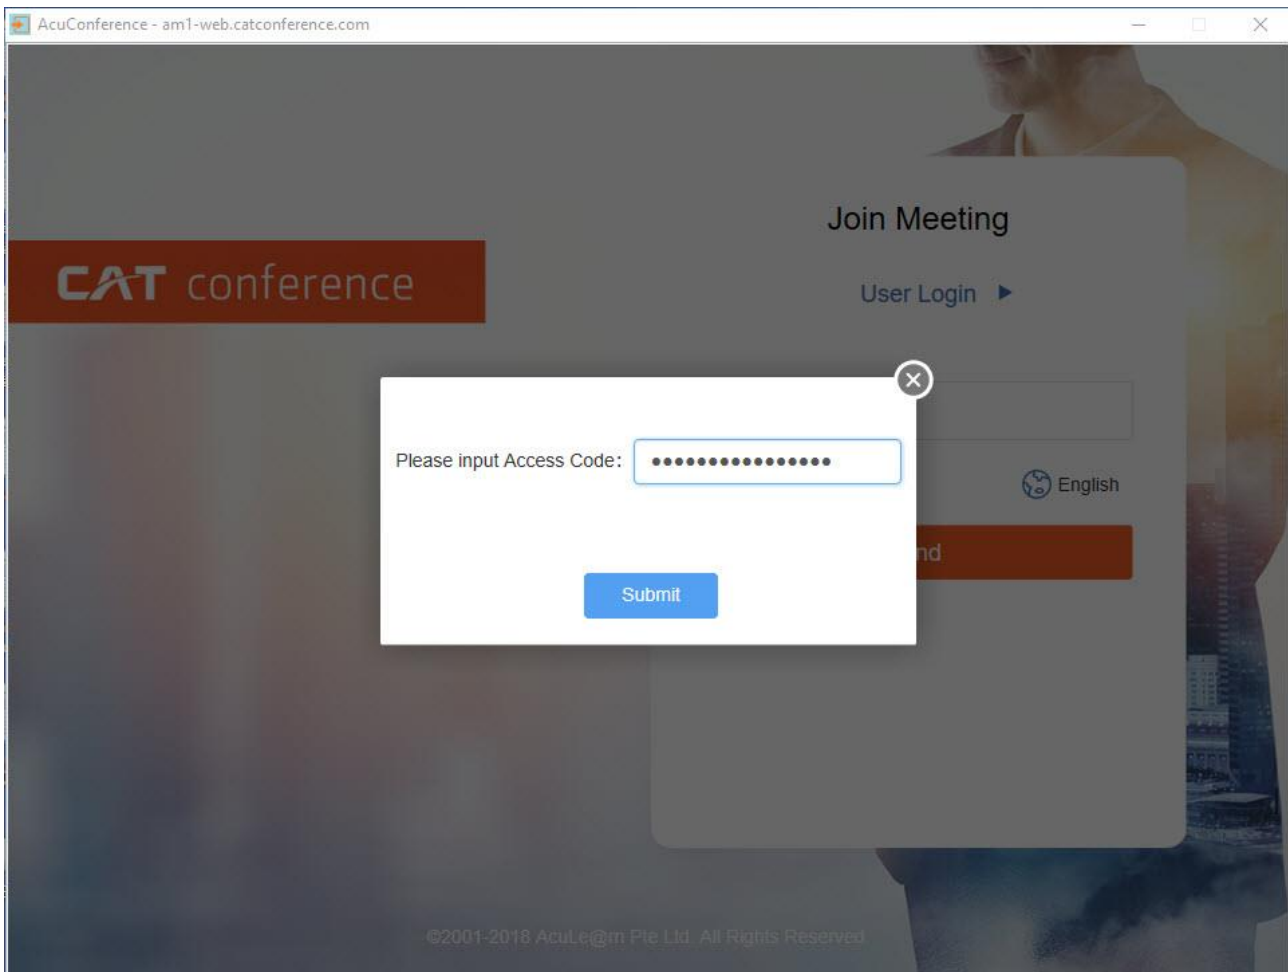 AcuConference - am1-web.catconference.com
Join Meeting
CAT conference
User Login
Please input Access Code: ••••••••••••••••
English
nd
Submit
©2001-2018 AcuLe@rn Pte Ltd. All Rights Reserved.